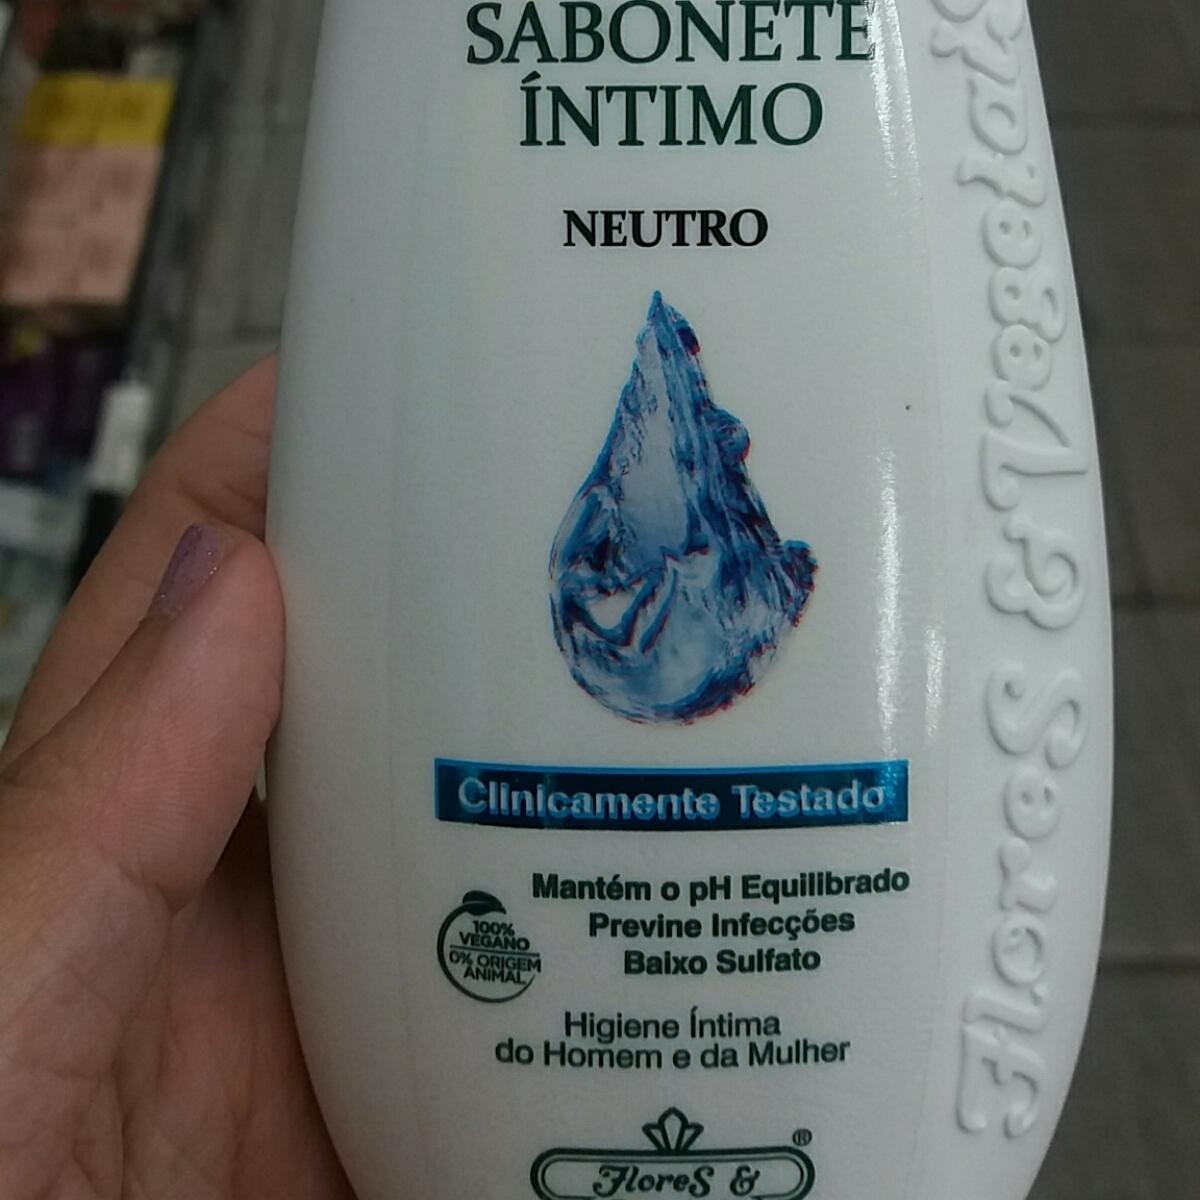 SABONETE
ÍNTIMO
NEUTRO
Clinicamente Testado
Mantém o pH Equilibrado
Previne Infecções
Baixo Sulfato
100%
VEGANO
0% ORIGEM
ANIMAL
Higiene Íntima
do Homem e da Mulher
®
FloreS &
FloreS & Vegetal